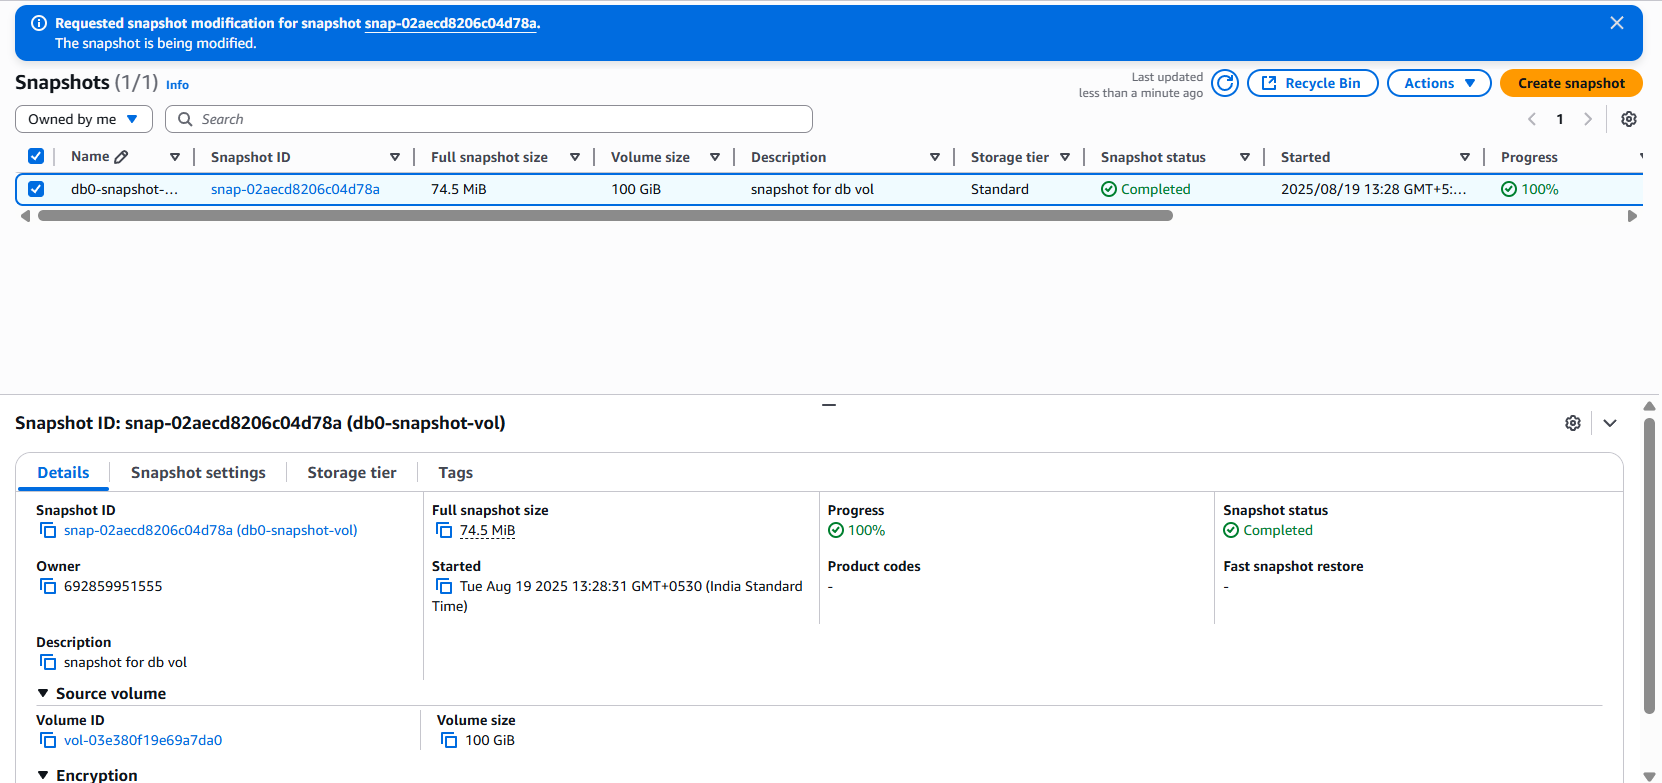 Requested snapshot modification for snapshot snap-02aecd8206c04d78a.
The snapshot is being modified.
Snapshots (1/1) Info
Last updated
less than a minute ago
Recycle Bin
Actions
Create snapshot
Owned by me
Search
1
Name
Snapshot ID
Full snapshot size
Volume size
Description
Storage tier
Snapshot status
Started
Progress
db0-snapshot-...
snap-02aecd8206c04d78a
74.5 MiB
100 GiB
snapshot for db vol
Standard
Completed
2025/08/19 13:28 GMT+5:...
100%
Snapshot ID: snap-02aecd8206c04d78a (db0-snapshot-vol)
Details
Snapshot settings
Storage tier
Tags
Snapshot ID
snap-02aecd8206c04d78a (db0-snapshot-vol)
Full snapshot size
74.5 MiB
Progress
100%
Snapshot status
Completed
Owner
692859951555
Started
Tue Aug 19 2025 13:28:31 GMT+0530 (India Standard
Time)
Product codes
-
Fast snapshot restore
-
Description
snapshot for db vol
Source volume
Volume ID
vol-03e380f19e69a7da0
Volume size
100 GiB
Encryption